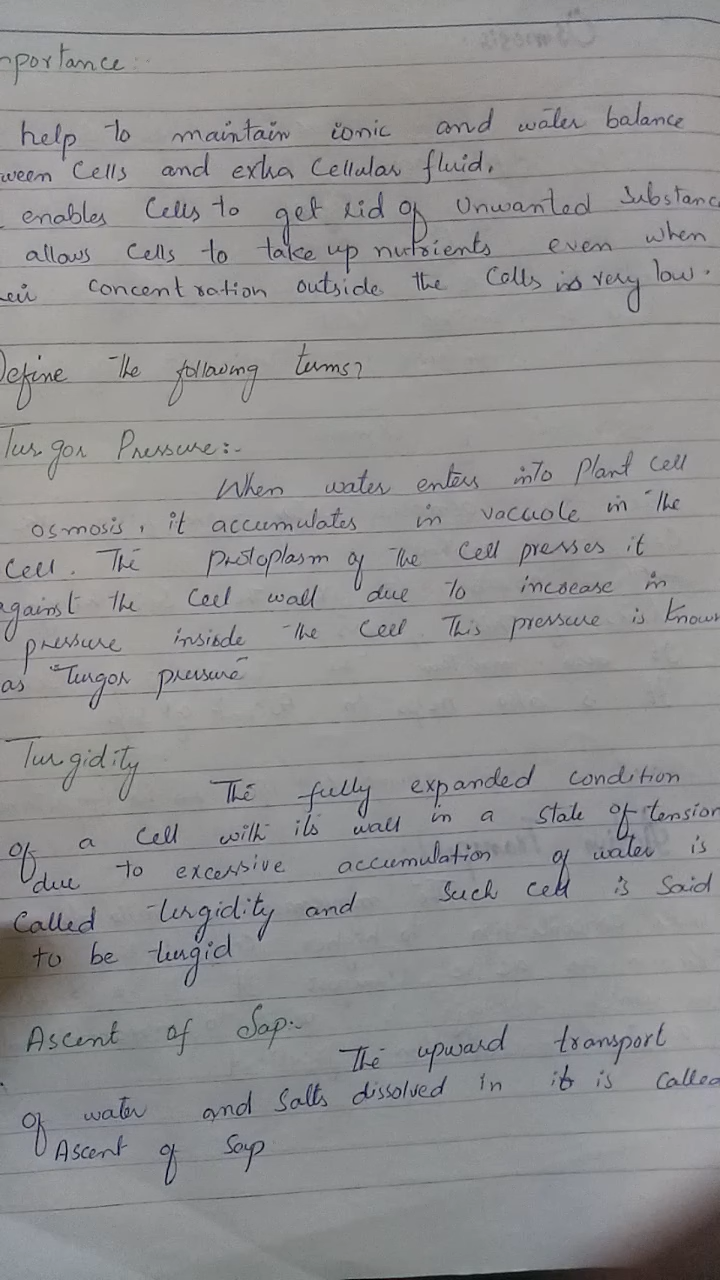 mportance:
help to maintain ionic and water balance
ween Cells and extra Cellular fluid.
enables Cells to get rid of Unwanted Substanc
allows Cells to take up nutrients even when
eir concentration outside the Cells is very low.
Define The following terms?
Turgor Pressure:-
When water enters into Plant Cell
osmosis, it accumulates in vacuole in The
Cell. The protoplasm of The Cell presses it
against the Cell wall due to increase in
pressure inside The Cell This pressure is known
as "Turgor pressure"
Turgidity
The fully expanded condition
of a Cell with its wall in a state of tension
due to excessive accumulation of water is
Called Turgidity and Such Cell is Said
to be turgid
Ascent of Sap:-
The upward transport
of water and Salts dissolved in it is Called
Ascent of Sap